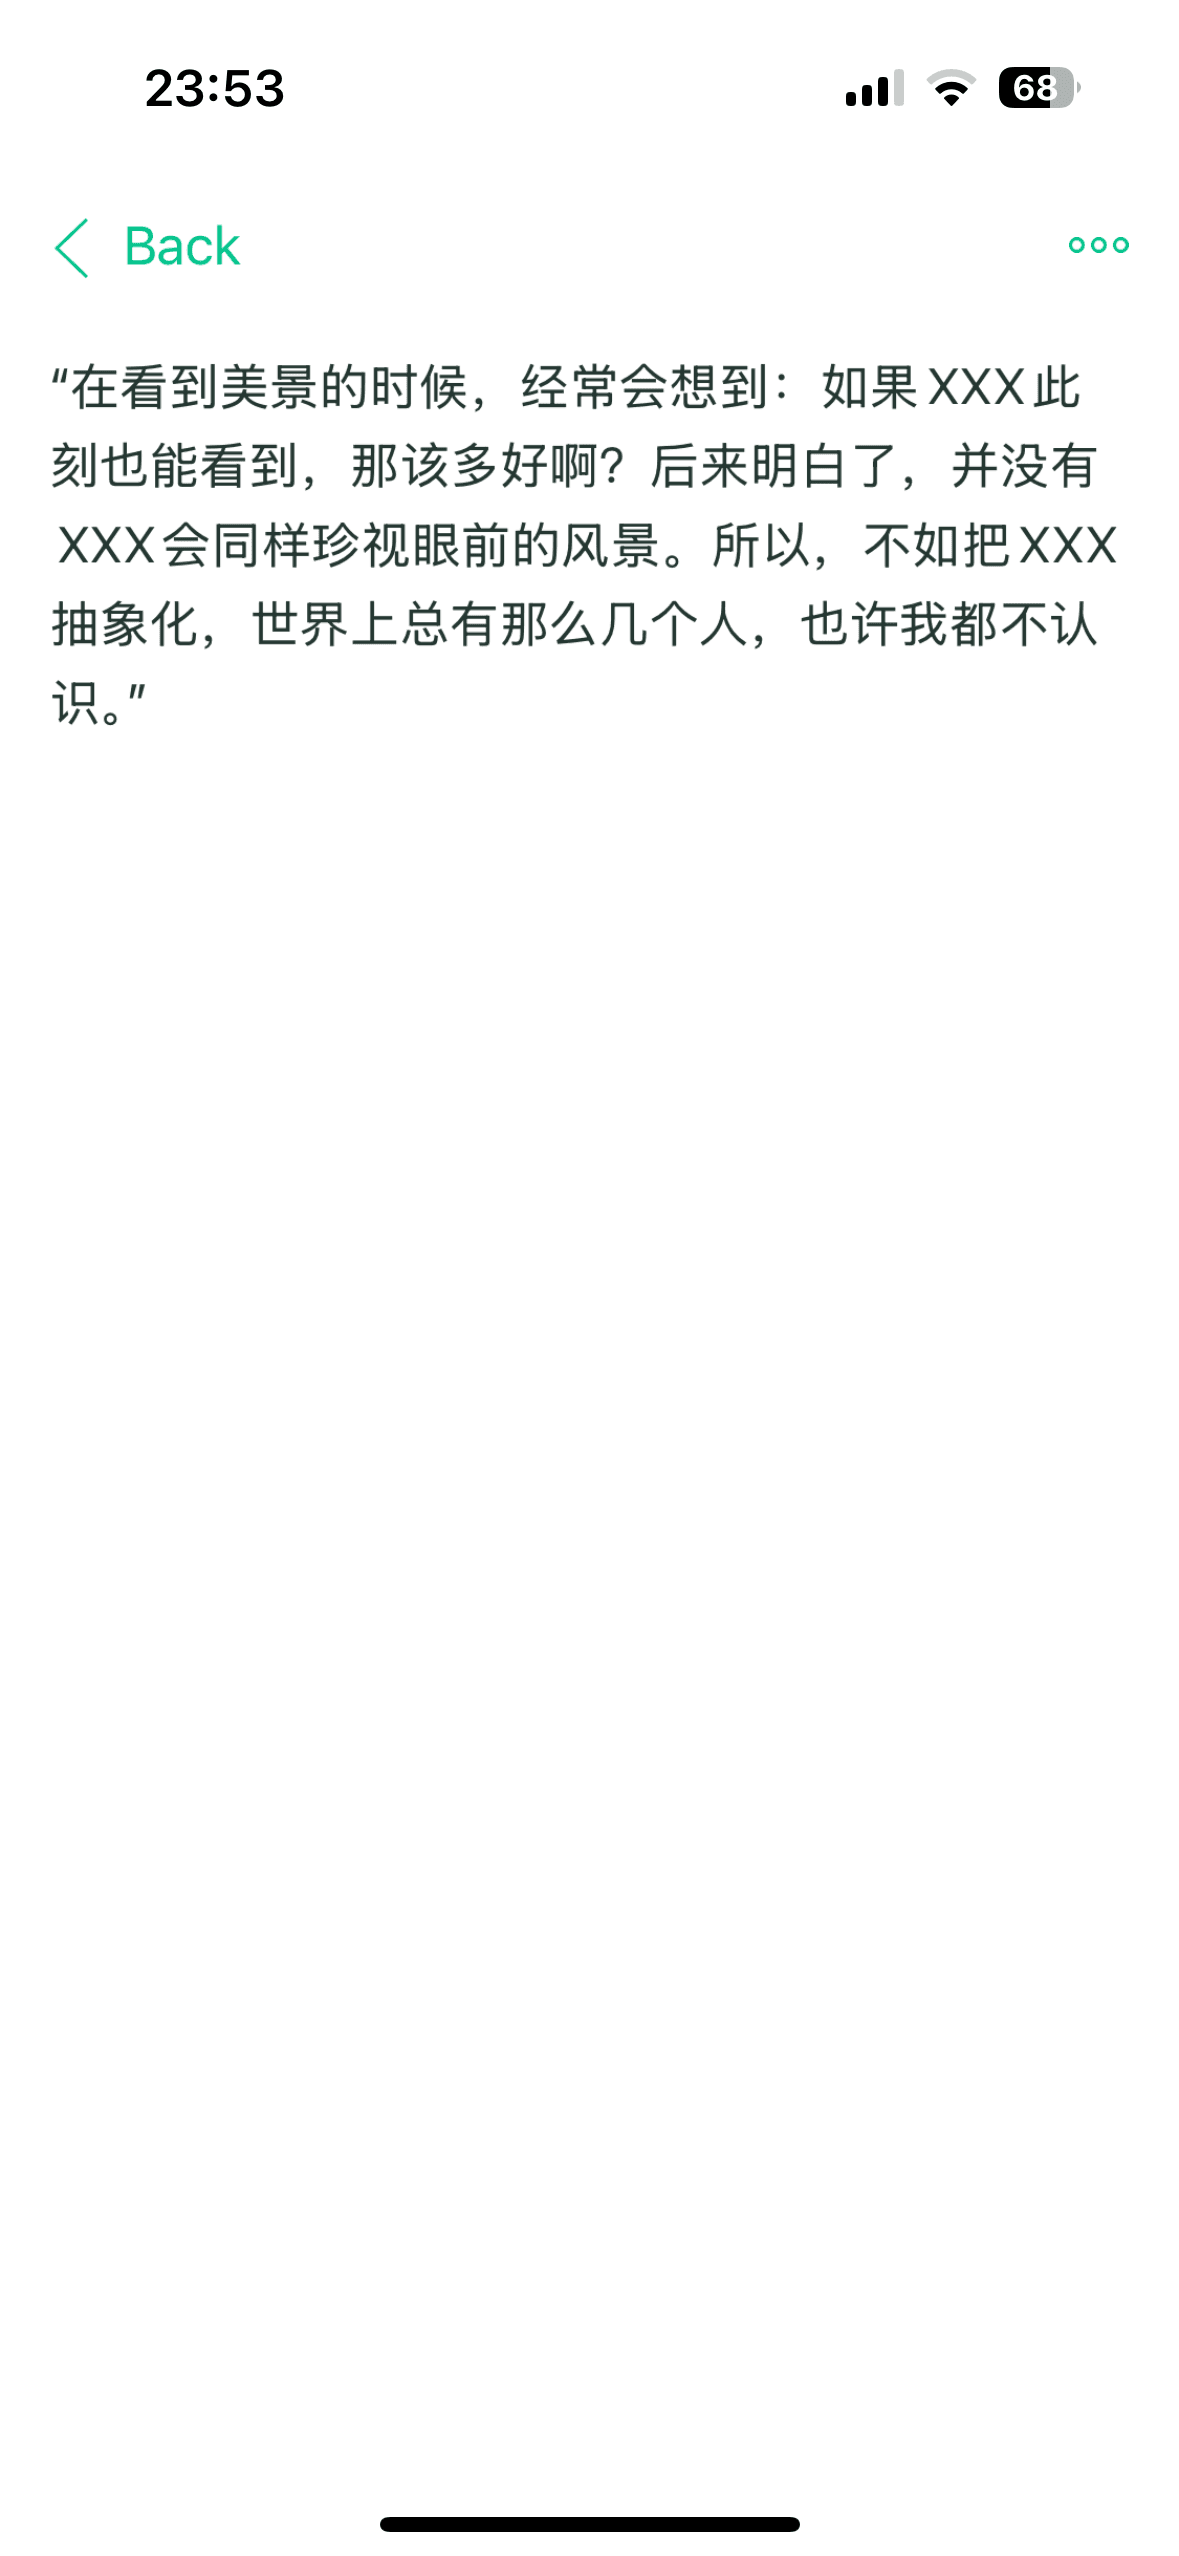 23:53
68
Back
“在看到美景的时候，经常会想到：如果 XXX 此
刻也能看到，那该多好啊？后来明白了，并没有
XXX 会同样珍视眼前的风景。所以，不如把 XXX
抽象化，世界上总有那么几个人，也许我都不认
识。”